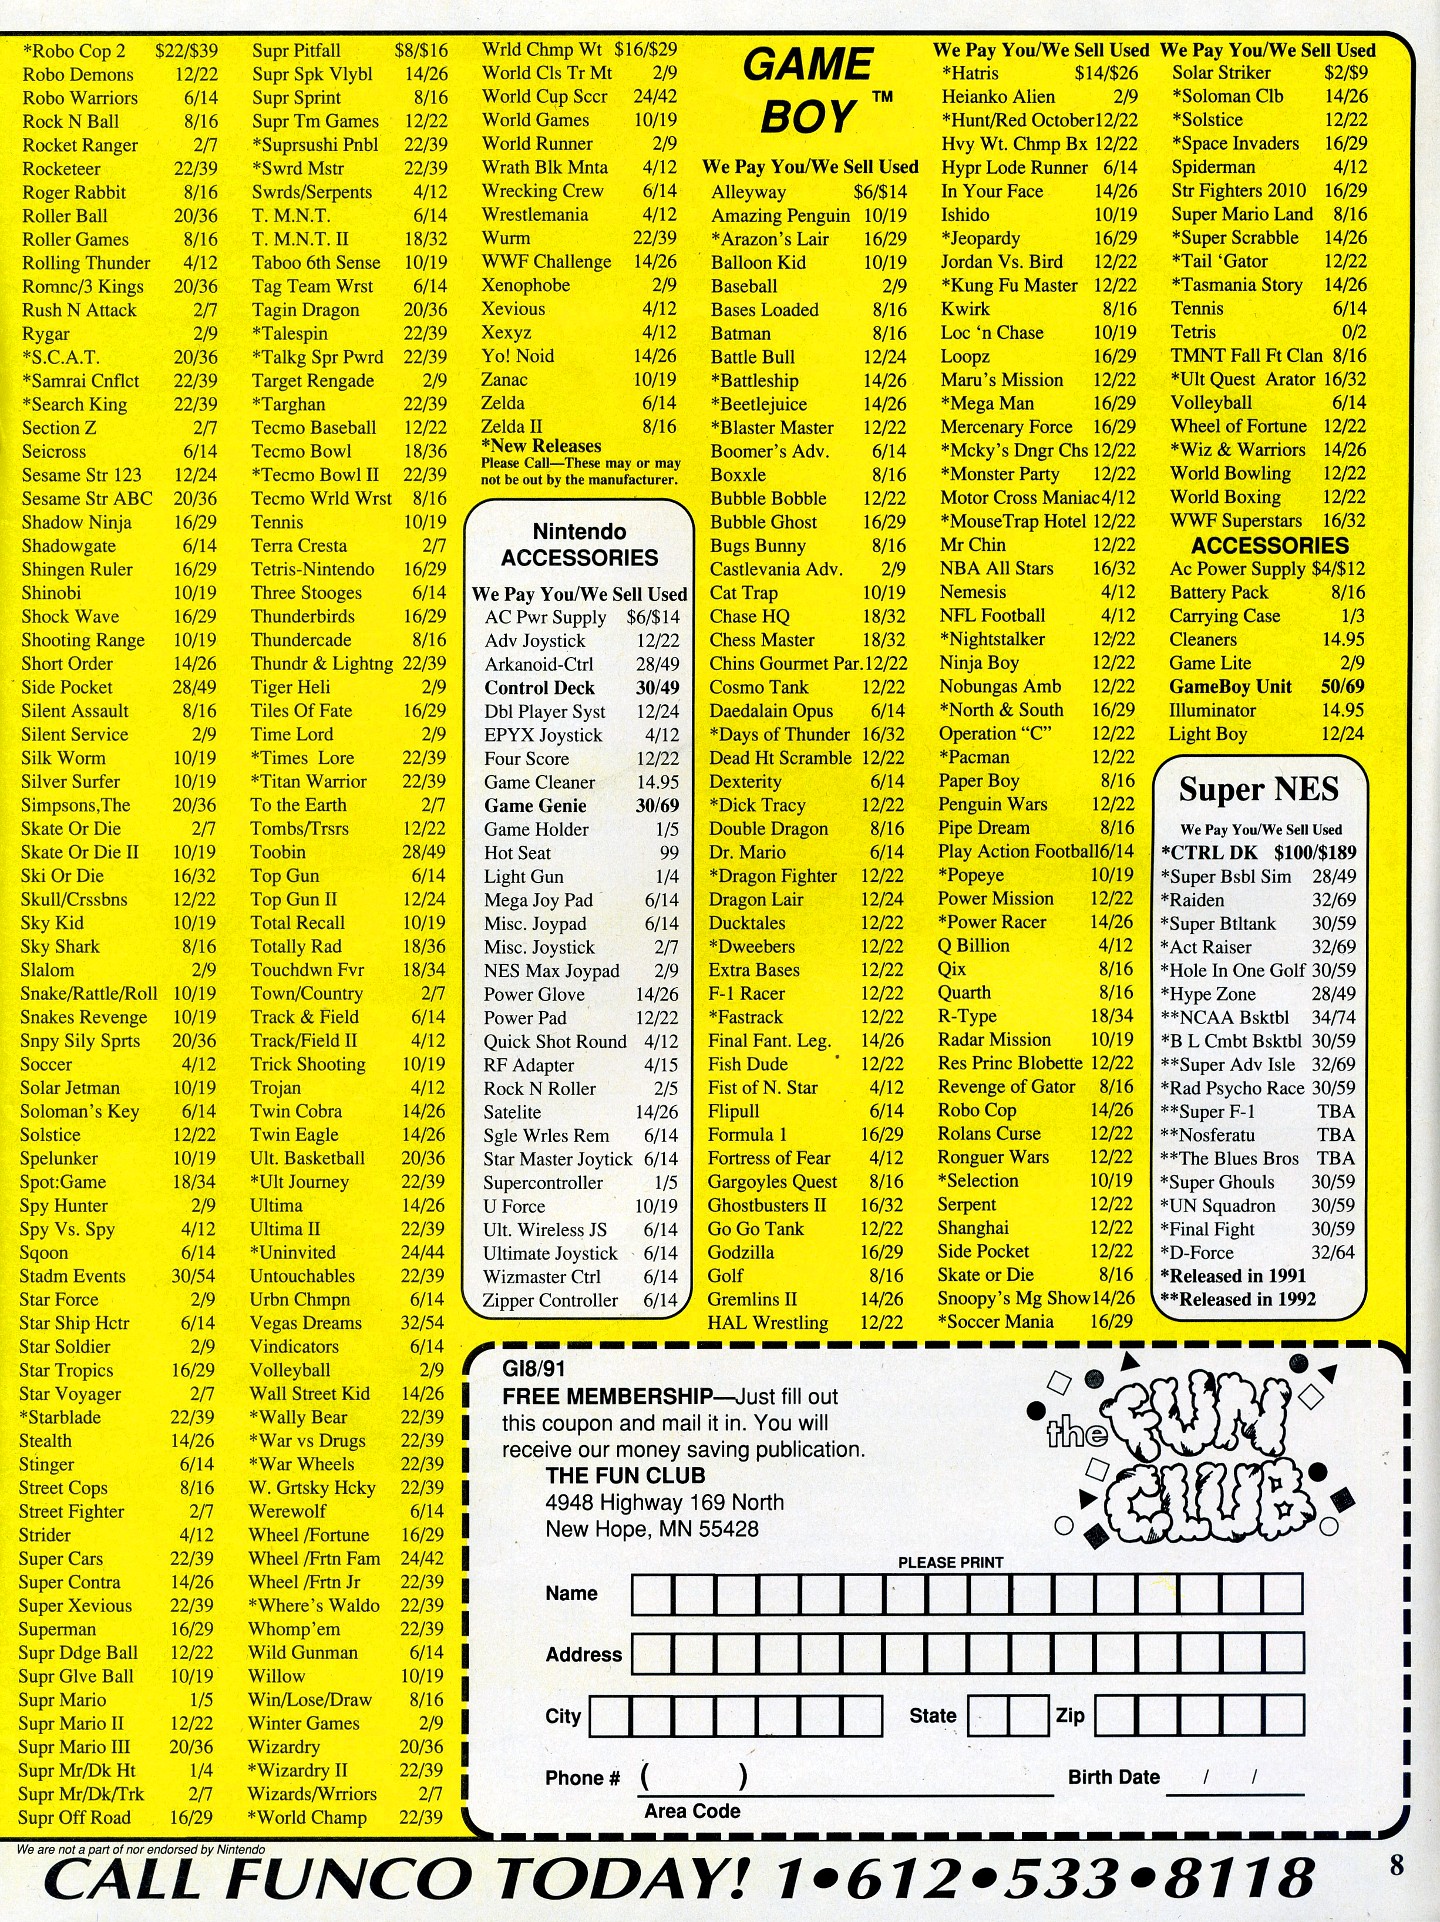 *Robo Cop 2 $22/$39
Robo Demons 12/22
Robo Warriors 6/14
Rock N Ball 8/16
Rocket Ranger 2/7
Rocketeer 22/39
Roger Rabbit 8/16
Roller Ball 20/36
Roller Games 8/16
Rolling Thunder 4/12
Romnc/3 Kings 20/36
Rush N Attack 2/7
Rygar 2/9
*S.C.A.T. 20/36
*Samrai Cnflct 22/39
*Search King 22/39
Section Z 2/7
Seicross 6/14
Sesame Str 123 12/24
Sesame Str ABC 20/36
Shadow Ninja 16/29
Shadowgate 6/14
Shingen Ruler 16/29
Shinobi 10/19
Shock Wave 16/29
Shooting Range 10/19
Short Order 14/26
Side Pocket 28/49
Silent Assault 8/16
Silent Service 2/9
Silk Worm 10/19
Silver Surfer 10/19
Simpsons,The 20/36
Skate Or Die 2/7
Skate Or Die II 10/19
Ski Or Die 16/32
Skull/Crssbns 12/22
Sky Kid 10/19
Sky Shark 8/16
Slalom 2/9
Snake/Rattle/Roll 10/19
Snakes Revenge 10/19
Snpy Sily Sprts 20/36
Soccer 4/12
Solar Jetman 10/19
Soloman's Key 6/14
Solstice 12/22
Spelunker 10/19
Spot:Game 18/34
Spy Hunter 2/9
Spy Vs. Spy 4/12
Sqoon 6/14
Stadm Events 30/54
Star Force 2/9
Star Ship Hctr 6/14
Star Soldier 2/9
Star Tropics 16/29
Star Voyager 2/7
*Starblade 22/39
Stealth 14/26
Stinger 6/14
Street Cops 8/16
Street Fighter 2/7
Strider 4/12
Super Cars 22/39
Super Contra 14/26
Super Xevious 22/39
Superman 16/29
Supr Ddge Ball 12/22
Supr Glve Ball 10/19
Supr Mario 1/5
Supr Mario II 12/22
Supr Mario III 20/36
Supr Mr/Dk Ht 1/4
Supr Mr/Dk/Trk 2/7
Supr Off Road 16/29
Supr Pitfall $8/$16
Supr Spk Vlybl 14/26
Supr Sprint 8/16
Supr Tm Games 12/22
*Suprsushi Pnbl 22/39
*Swrd Mstr 22/39
Swrds/Serpents 4/12
T. M.N.T. 6/14
T. M.N.T. II 18/32
Taboo 6th Sense 10/19
Tag Team Wrst 6/14
Tagin Dragon 20/36
*Talespin 22/39
*Talkg Spr Pwrd 22/39
Target Rengade 2/9
*Targhan 22/39
Tecmo Baseball 12/22
Tecmo Bowl 18/36
*Tecmo Bowl II 22/39
Tecmo Wrld Wrst 8/16
Tennis 10/19
Terra Cresta 2/7
Tetris-Nintendo 16/29
Three Stooges 6/14
Thunderbirds 16/29
Thundercade 8/16
Thundr & Lightng 22/39
Tiger Heli 2/9
Tiles Of Fate 16/29
Time Lord 2/9
*Times Lore 22/39
*Titan Warrior 22/39
To the Earth 2/7
Tombs/Trsrs 12/22
Toobin 28/49
Top Gun 6/14
Top Gun II 12/24
Total Recall 10/19
Totally Rad 18/36
Touchdwn Fvr 18/34
Town/Country 2/7
Track & Field 6/14
Track/Field II 4/12
Trick Shooting 10/19
Trojan 4/12
Twin Cobra 14/26
Twin Eagle 14/26
Ult. Basketball 20/36
*Ult Journey 22/39
Ultima 14/26
Ultima II 22/39
*Uninvited 24/44
Untouchables 22/39
Urbn Chmpn 6/14
Vegas Dreams 32/54
Vindicators 6/14
Volleyball 2/9
Wall Street Kid 14/26
*Wally Bear 22/39
*War vs Drugs 22/39
*War Wheels 22/39
W. Grtsky Hcky 22/39
Werewolf 6/14
Wheel /Fortune 16/29
Wheel /Frtn Fam 24/42
Wheel /Frtn Jr 22/39
*Where's Waldo 22/39
Whomp'em 22/39
Wild Gunman 6/14
Willow 10/19
Win/Lose/Draw 8/16
Winter Games 2/9
Wizardry 20/36
*Wizardry II 22/39
Wizards/Wrriors 2/7
*World Champ 22/39
Wrld Chmp Wt $16/$29
World Cls Tr Mt 2/9
World Cup Sccr 24/42
World Games 10/19
World Runner 2/9
Wrath Blk Mnta 4/12
Wrecking Crew 6/14
Wrestlemania 4/12
Wurm 22/39
WWF Challenge 14/26
Xenophobe 2/9
Xevious 4/12
Xexyz 4/12
Yo! Noid 14/26
Zanac 10/19
Zelda 6/14
Zelda II 8/16
*New Releases
Please Call—These may or may
not be out by the manufacturer.
Nintendo
ACCESSORIES
We Pay You/We Sell Used
AC Pwr Supply $6/$14
Adv Joystick 12/22
Arkanoid-Ctrl 28/49
Control Deck 30/49
Dbl Player Syst 12/24
EPYX Joystick 4/12
Four Score 12/22
Game Cleaner 14.95
Game Genie 30/69
Game Holder 1/5
Hot Seat 99
Light Gun 1/4
Mega Joy Pad 6/14
Misc. Joypad 6/14
Misc. Joystick 2/7
NES Max Joypad 2/9
Power Glove 14/26
Power Pad 12/22
Quick Shot Round 4/12
RF Adapter 4/15
Rock N Roller 2/5
Satelite 14/26
Sgle Wrles Rem 6/14
Star Master Joytick 6/14
Supercontroller 1/5
U Force 10/19
Ult. Wireless JS 6/14
Ultimate Joystick 6/14
Wizmaster Ctrl 6/14
Zipper Controller 6/14
GAME
BOY ™
We Pay You/We Sell Used
Alleyway $6/$14
Amazing Penguin 10/19
*Arazon's Lair 16/29
Balloon Kid 10/19
Baseball 2/9
Bases Loaded 8/16
Batman 8/16
Battle Bull 12/24
*Battleship 14/26
*Beetlejuice 14/26
*Blaster Master 12/22
Boomer's Adv. 6/14
Boxxle 8/16
Bubble Bobble 12/22
Bubble Ghost 16/29
Bugs Bunny 8/16
Castlevania Adv. 2/9
Cat Trap 10/19
Chase HQ 18/32
Chess Master 18/32
Chins Gourmet Par. 12/22
Cosmo Tank 12/22
Daedalain Opus 6/14
*Days of Thunder 16/32
Dead Ht Scramble 12/22
Dexterity 6/14
*Dick Tracy 12/22
Double Dragon 8/16
Dr. Mario 6/14
*Dragon Fighter 12/22
Dragon Lair 12/24
Ducktales 12/22
*Dweebers 12/22
Extra Bases 12/22
F-1 Racer 12/22
*Fastrack 12/22
Final Fant. Leg. 14/26
Fish Dude 12/22
Fist of N. Star 4/12
Flipull 6/14
Formula 1 16/29
Fortress of Fear 4/12
Gargoyles Quest 8/16
Ghostbusters II 16/32
Go Go Tank 12/22
Godzilla 16/29
Golf 8/16
Gremlins II 14/26
HAL Wrestling 12/22
We Pay You/We Sell Used
*Hatris $14/$26
Heianko Alien 2/9
*Hunt/Red October 12/22
Hvy Wt. Chmp Bx 12/22
Hypr Lode Runner 6/14
In Your Face 14/26
Ishido 10/19
*Jeopardy 16/29
Jordan Vs. Bird 12/22
*Kung Fu Master 12/22
Kwirk 8/16
Loc 'n Chase 10/19
Loopz 16/29
Maru's Mission 12/22
*Mega Man 16/29
Mercenary Force 16/29
*Mcky's Dngr Chs 12/22
*Monster Party 12/22
Motor Cross Maniac 4/12
*MouseTrap Hotel 12/22
Mr Chin 12/22
NBA All Stars 16/32
Nemesis 4/12
NFL Football 4/12
*Nightstalker 12/22
Ninja Boy 12/22
Nobungas Amb 12/22
*North & South 16/29
Operation "C" 12/22
*Pacman 12/22
Paper Boy 8/16
Penguin Wars 12/22
Pipe Dream 8/16
Play Action Football 6/14
*Popeye 10/19
Power Mission 12/22
*Power Racer 14/26
Q Billion 4/12
Qix 8/16
Quarth 8/16
R-Type 18/34
Radar Mission 10/19
Res Princ Blobette 12/22
Revenge of Gator 8/16
Robo Cop 14/26
Rolans Curse 12/22
Ronguer Wars 12/22
*Selection 10/19
Serpent 12/22
Shanghai 12/22
Side Pocket 12/22
Skate or Die 8/16
Snoopy's Mg Show 14/26
*Soccer Mania 16/29
We Pay You/We Sell Used
Solar Striker $2/$9
*Soloman Clb 14/26
*Solstice 12/22
*Space Invaders 16/29
Spiderman 4/12
Str Fighters 2010 16/29
Super Mario Land 8/16
*Super Scrabble 14/26
*Tail 'Gator 12/22
*Tasmania Story 14/26
Tennis 6/14
Tetris 0/2
TMNT Fall Ft Clan 8/16
*Ult Quest Arator 16/32
Volleyball 6/14
Wheel of Fortune 12/22
*Wiz & Warriors 14/26
World Bowling 12/22
World Boxing 12/22
WWF Superstars 16/32
ACCESSORIES
Ac Power Supply $4/$12
Battery Pack 8/16
Carrying Case 1/3
Cleaners 14.95
Game Lite 2/9
GameBoy Unit 50/69
Illuminator 14.95
Light Boy 12/24
Super NES
We Pay You/We Sell Used
*CTRL DK $100/$189
*Super Bsbl Sim 28/49
*Raiden 32/69
*Super Btltank 30/59
*Act Raiser 32/69
*Hole In One Golf 30/59
*Hype Zone 28/49
**NCAA Bsktbl 34/74
*B L Cmbt Bsktbl 30/59
**Super Adv Isle 32/69
*Rad Psycho Race 30/59
**Super F-1 TBA
**Nosferatu TBA
**The Blues Bros TBA
*Super Ghouls 30/59
*UN Squadron 30/59
*Final Fight 30/59
*D-Force 32/64
*Released in 1991
**Released in 1992
GI8/91
FREE MEMBERSHIP—Just fill out
this coupon and mail it in. You will
receive our money saving publication.
THE FUN CLUB
4948 Highway 169 North
New Hope, MN 55428
the FUN
CLUB
PLEASE PRINT
Name
Address
City State Zip
Phone # ( ) Birth Date / /
Area Code
We are not a part of nor endorsed by Nintendo
CALL FUNCO TODAY! 1•612•533•8118
8